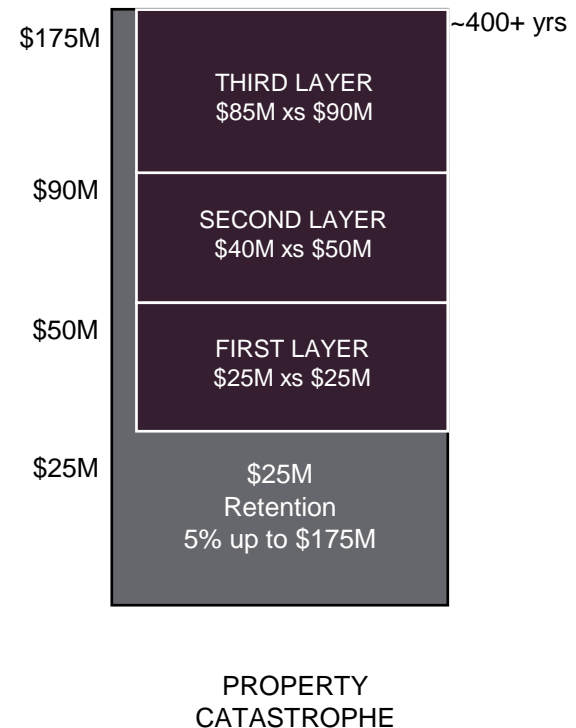 $175M
~400+ yrs
THIRD LAYER
$85M xs $90M
$90M
SECOND LAYER
$40M xs $50M
$50M
FIRST LAYER
$25M xs $25M
$25M
$25M
Retention
5% up to $175M
PROPERTY
CATASTROPHE